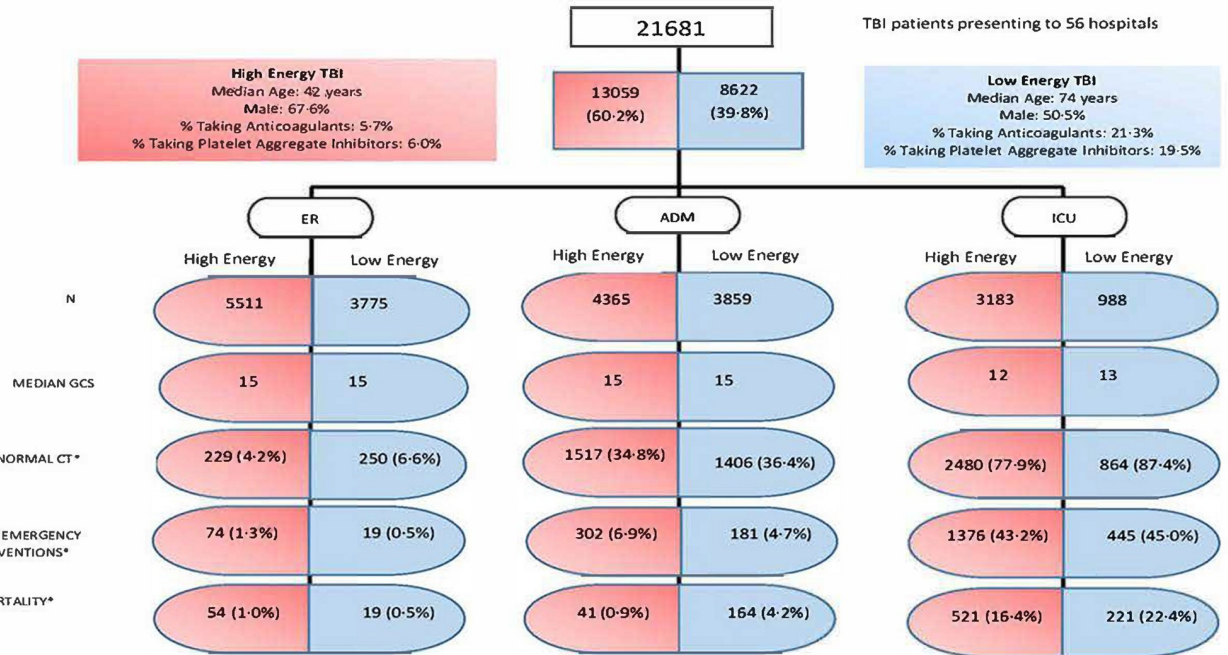 21681
TBI patients presenting to 56 hospitals
High Energy TBI
Median Age: 42 years
Male: 67·6%
% Taking Anticoagulants: 5·7%
% Taking Platelet Aggregate Inhibitors: 6·0%
13059
(60.2%)
8622
(39.8%)
Low Energy TBI
Median Age: 74 years
Male: 50·5%
% Taking Anticoagulants: 21·3%
% Taking Platelet Aggregate Inhibitors: 19·5%
ER
ADM
ICU
High Energy Low Energy
High Energy Low Energy
High Energy Low Energy
N
5511 3775
4365 3859
3183 988
MEDIAN GCS
15 15
15 15
12 13
NORMAL CT*
229 (4·2%) 250 (6·6%)
1517 (34·8%) 1406 (36·4%)
2480 (77·9%) 864 (87·4%)
EMERGENCY
VENTIONS*
74 (1·3%) 19 (0·5%)
302 (6·9%) 181 (4·7%)
1376 (43·2%) 445 (45·0%)
RTALITY*
54 (1·0%) 19 (0·5%)
41 (0·9%) 164 (4·2%)
521 (16·4%) 221 (22·4%)